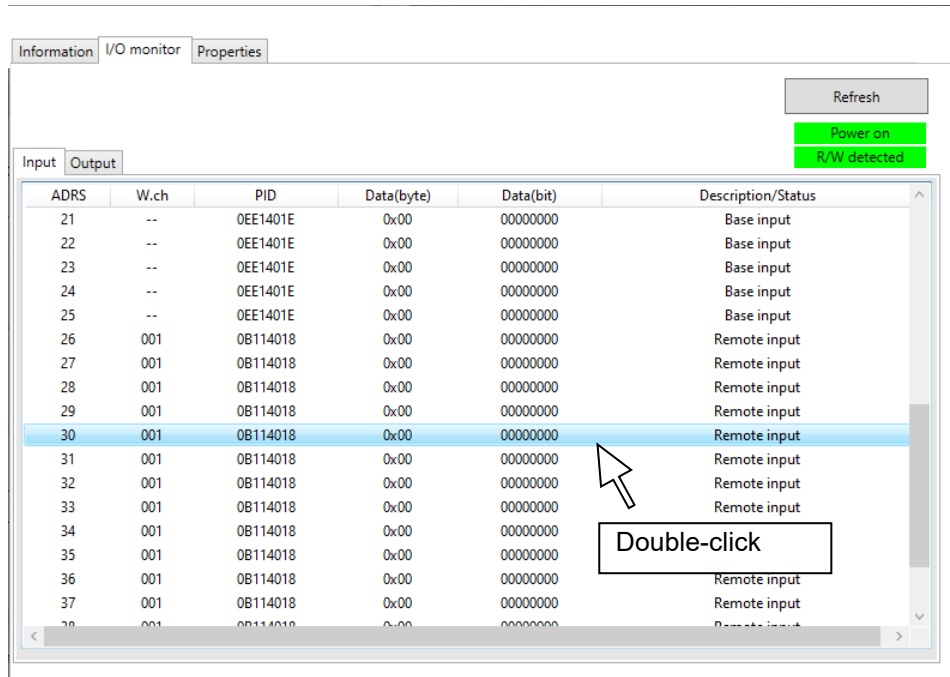 Information I/O monitor Properties
Refresh
Power on
R/W detected
Input Output
ADRS W.ch PID Data(byte) Data(bit) Description/Status
21 -- 0EE1401E 0x00 00000000 Base input
22 -- 0EE1401E 0x00 00000000 Base input
23 -- 0EE1401E 0x00 00000000 Base input
24 -- 0EE1401E 0x00 00000000 Base input
25 -- 0EE1401E 0x00 00000000 Base input
26 001 0B114018 0x00 00000000 Remote input
27 001 0B114018 0x00 00000000 Remote input
28 001 0B114018 0x00 00000000 Remote input
29 001 0B114018 0x00 00000000 Remote input
30 001 0B114018 0x00 00000000 Remote input
31 001 0B114018 0x00 00000000 Remote input
32 001 0B114018 0x00 00000000 Remote input
33 001 0B114018 0x00 00000000 Remote input
34 001 0B114018 0x00 00000000
Double-click
35 001 0B114018 0x00 00000000
36 001 0B114018 0x00 00000000 Remote input
37 001 0B114018 0x00 00000000 Remote input